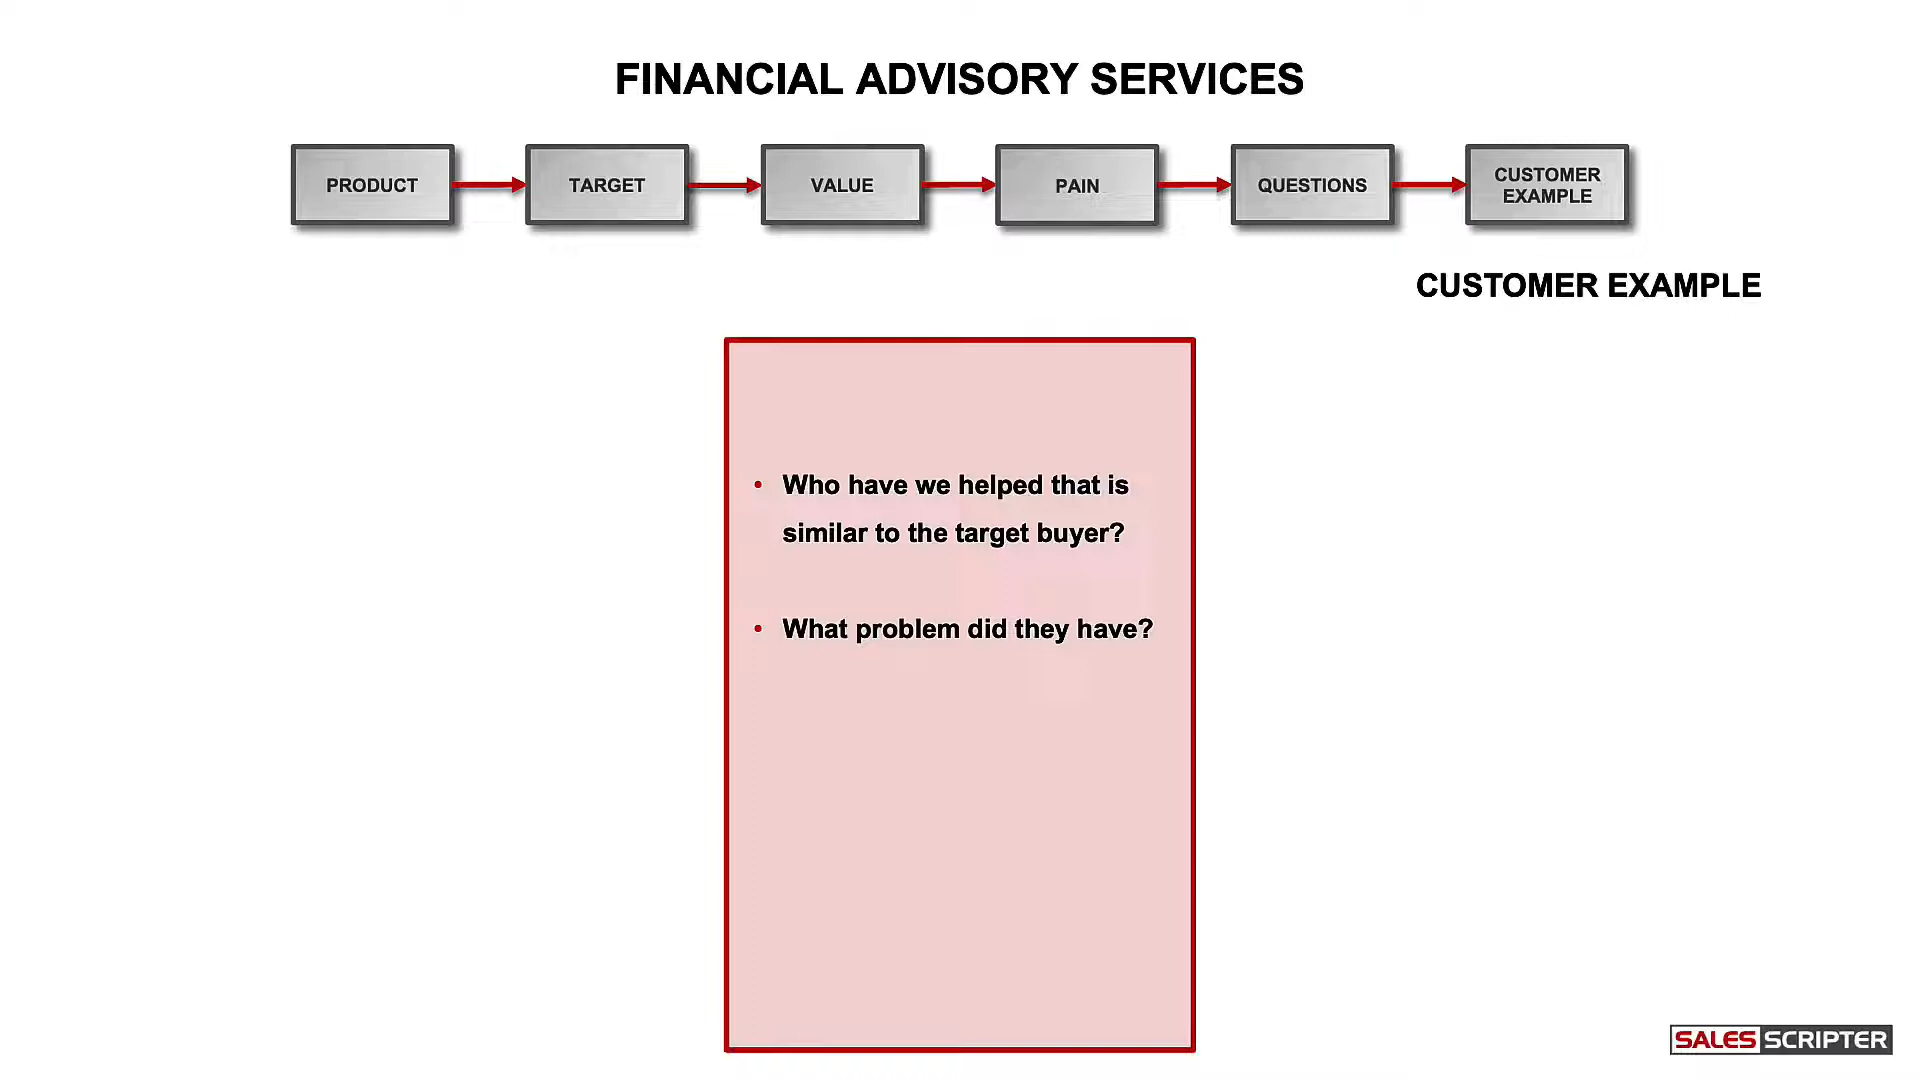 FINANCIAL ADVISORY SERVICES
PRODUCT
TARGET
VALUE
PAIN
QUESTIONS
CUSTOMER
EXAMPLE
CUSTOMER EXAMPLE
• Who have we helped that is
similar to the target buyer?
• What problem did they have?
SALES SCRIPTER